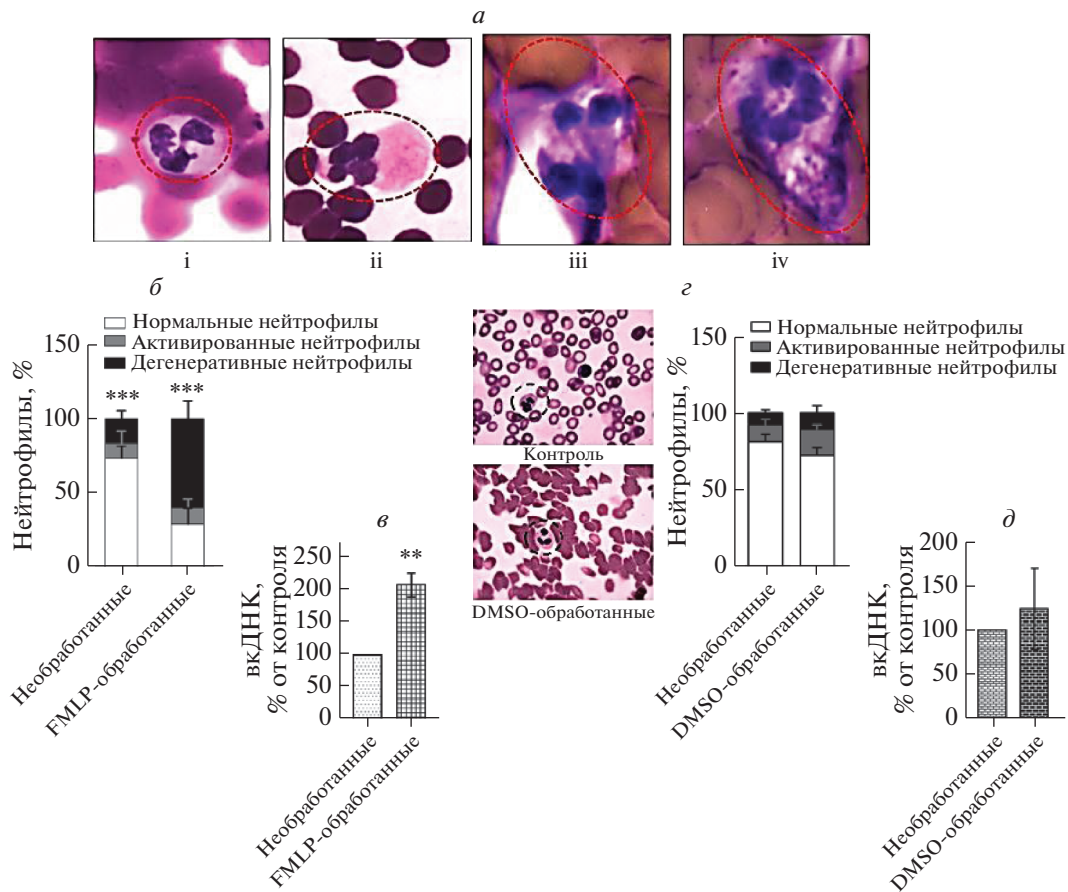 а
i
ii
iii
iv
б
Нормальные нейтрофилы
Активированные нейтрофилы
Дегенеративные нейтрофилы
Нейтрофилы, %
150
100
50
0
***
***
Необработанные
FMLP-обработанные
в
вкДНК,
% от контроля
250
200
150
100
50
0
**
Необработанные
FMLP-обработанные
Контроль
DMSO-обработанные
г
Нормальные нейтрофилы
Активированные нейтрофилы
Дегенеративные нейтрофилы
Нейтрофилы, %
150
100
50
0
Необработанные
DMSO-обработанные
д
вкДНК,
% от контроля
200
150
100
50
0
Необработанные
DMSO-обработанные